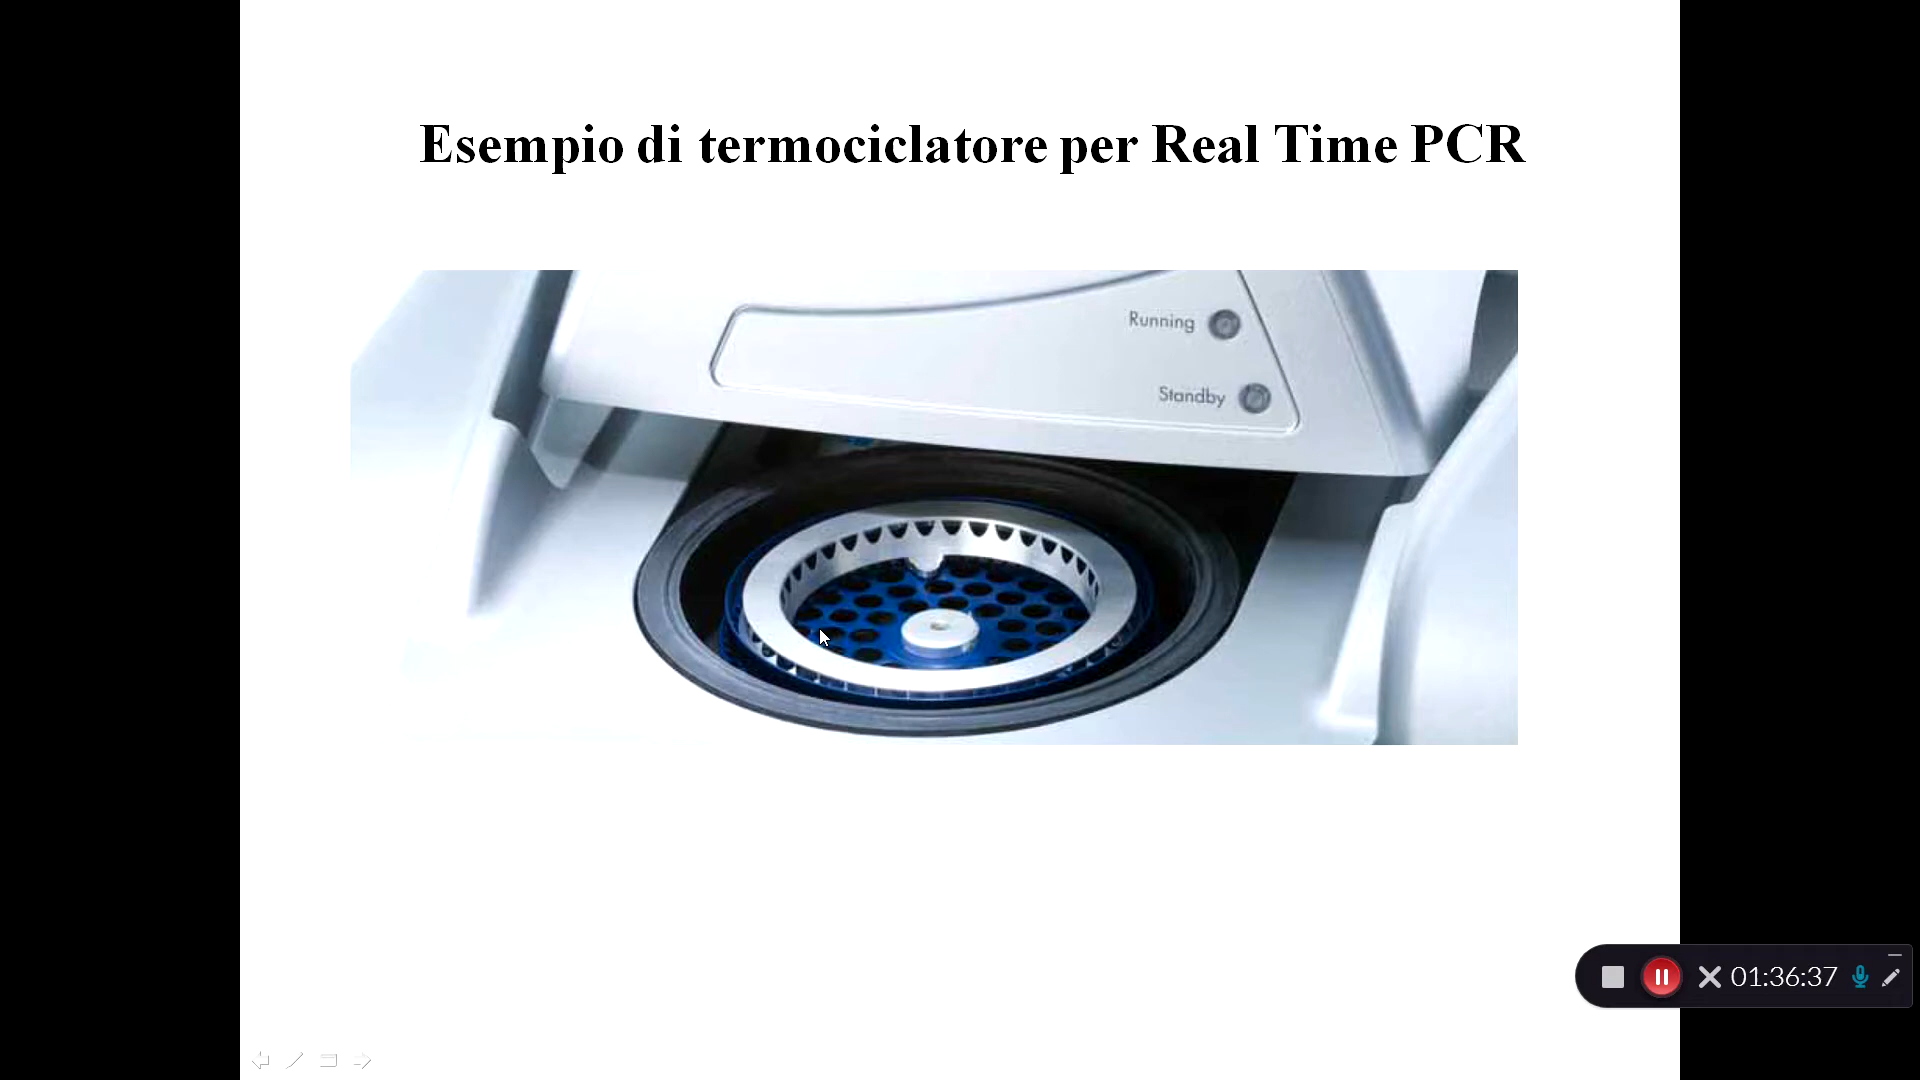 Esempio di termociclatore per Real Time PCR
Running
Standby
01:36:37